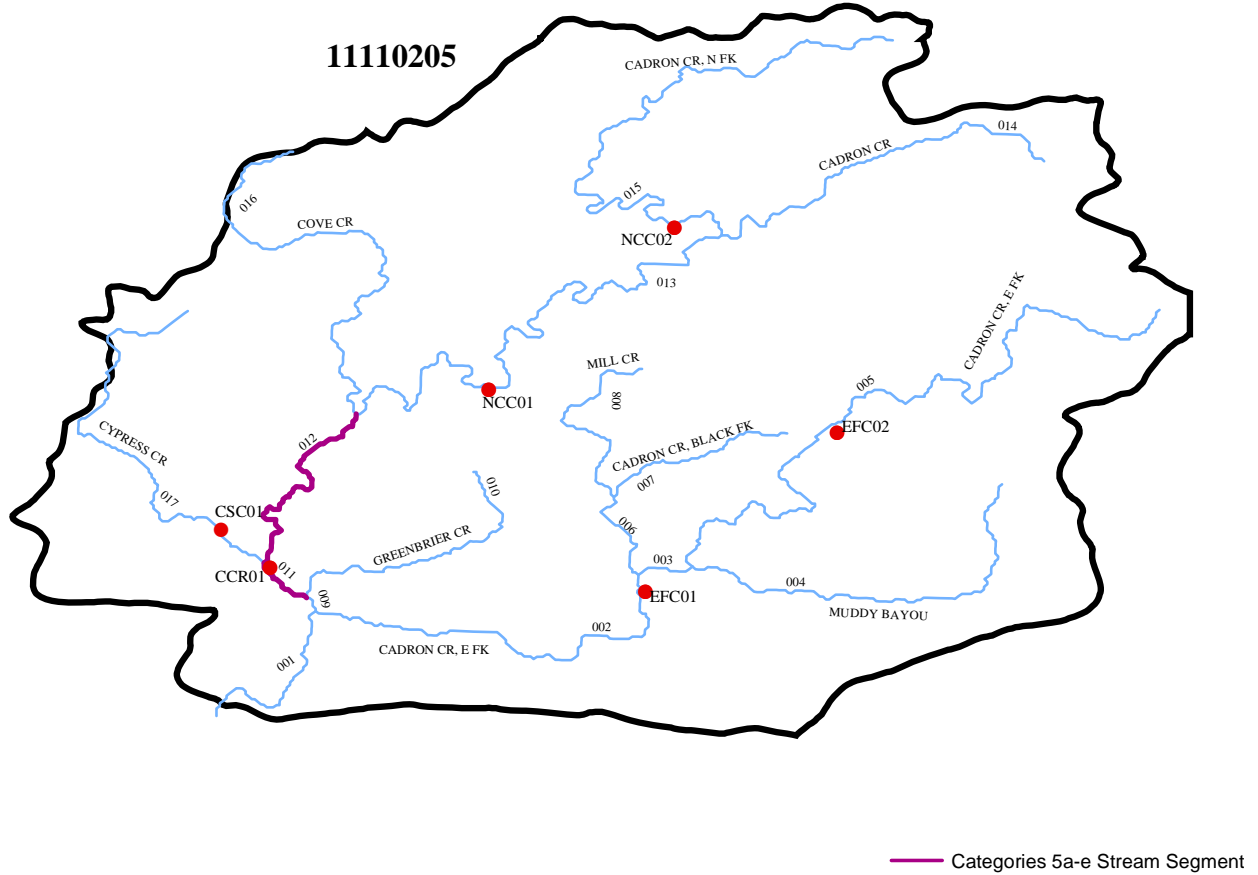 11110205
CADRON CR, N FK
014
CADRON CR
015
016
COVE CR
NCC02
013
CADRON CR, E FK
MILL CR
005
008
NCC01
EFC02
012
CYPRESS CR
CADRON CR, BLACK FK
007
010
017
CSC01
006
GREENBRIER CR
003
CCR01
011
004
EFC01
009
MUDDY BAYOU
002
CADRON CR, E FK
001
Categories 5a-e Stream Segment